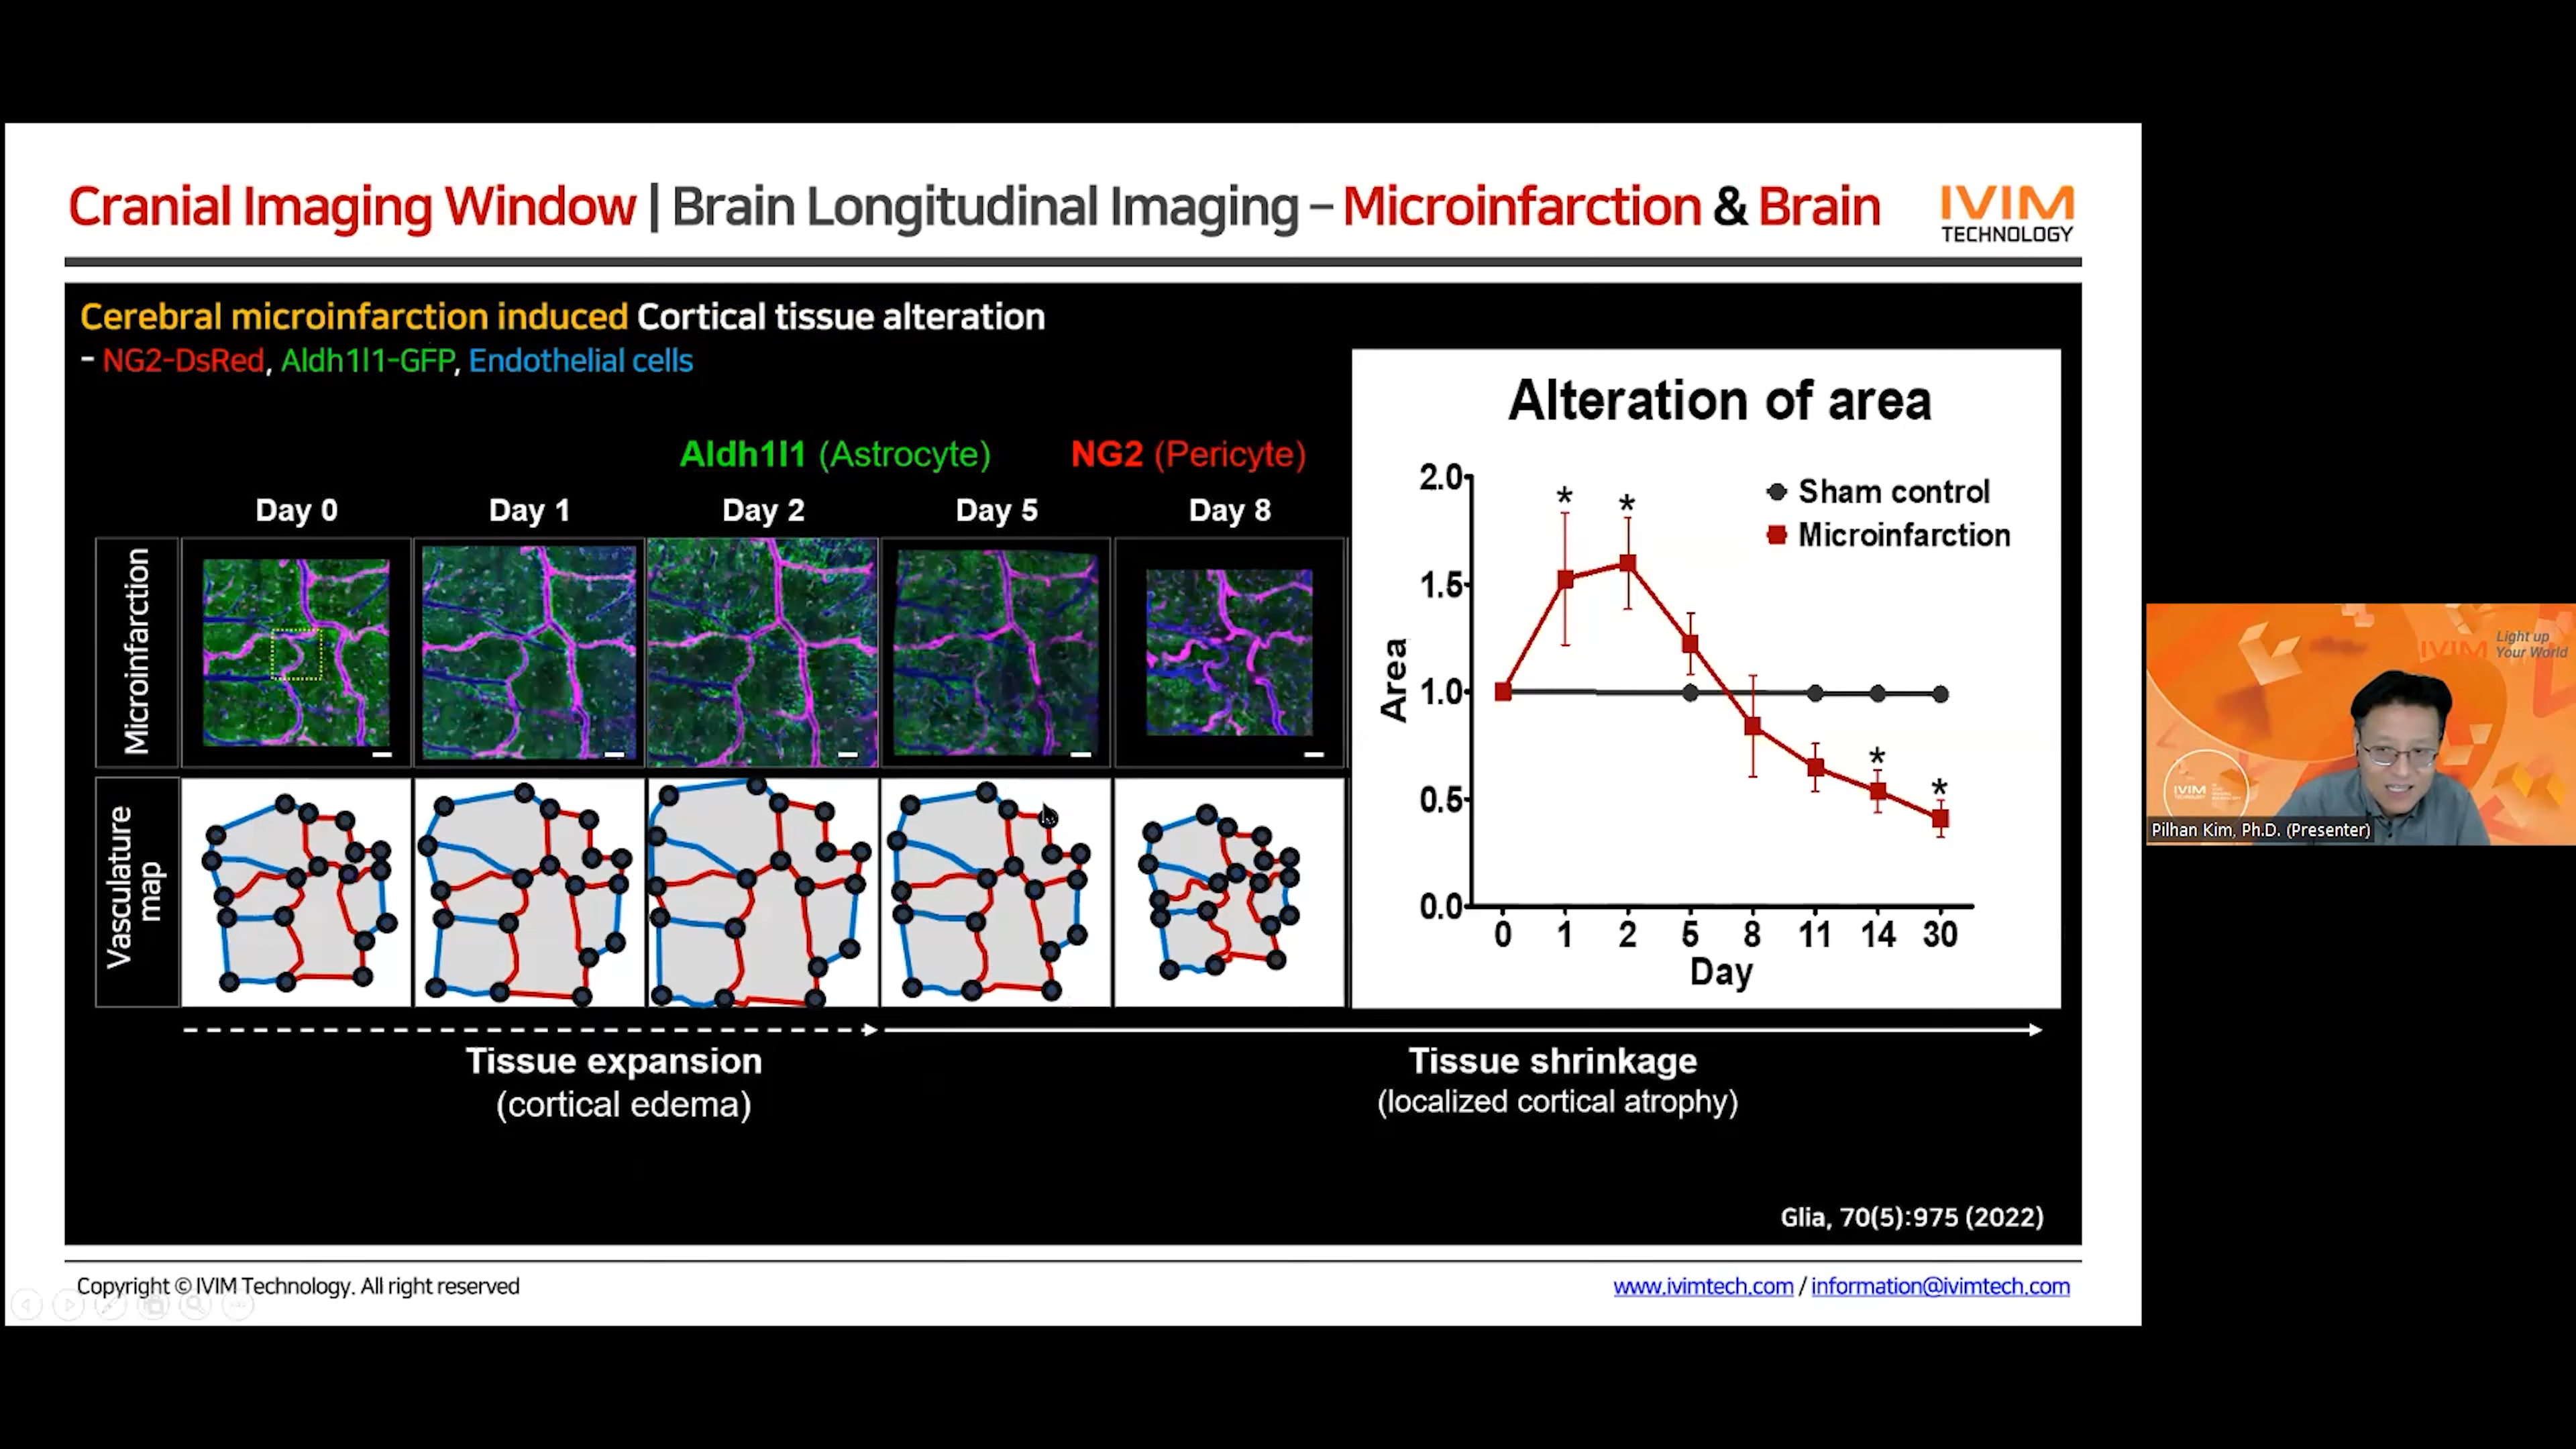 Cranial Imaging Window | Brain Longitudinal Imaging – Microinfarction & Brain
IVIM
TECHNOLOGY
Cerebral microinfarction induced Cortical tissue alteration
– NG2-DsRed, Aldh1l1-GFP, Endothelial cells
Aldh1l1 (Astrocyte)
NG2 (Pericyte)
Day 0
Day 1
Day 2
Day 5
Day 8
Microinfarction
Vasculature
map
Alteration of area
Sham control
Microinfarction
Area
2.0
1.5
1.0
0.5
0.0
* * * *
0 1 2 5 8 11 14 30
Day
Tissue expansion
(cortical edema)
Tissue shrinkage
(localized cortical atrophy)
Glia, 70(5):975 (2022)
Copyright © IVIM Technology. All right reserved
www.ivimtech.com / information@ivimtech.com
IVIM
Light up
Your World
IVIM
Pilhan Kim, Ph.D. (Presenter)